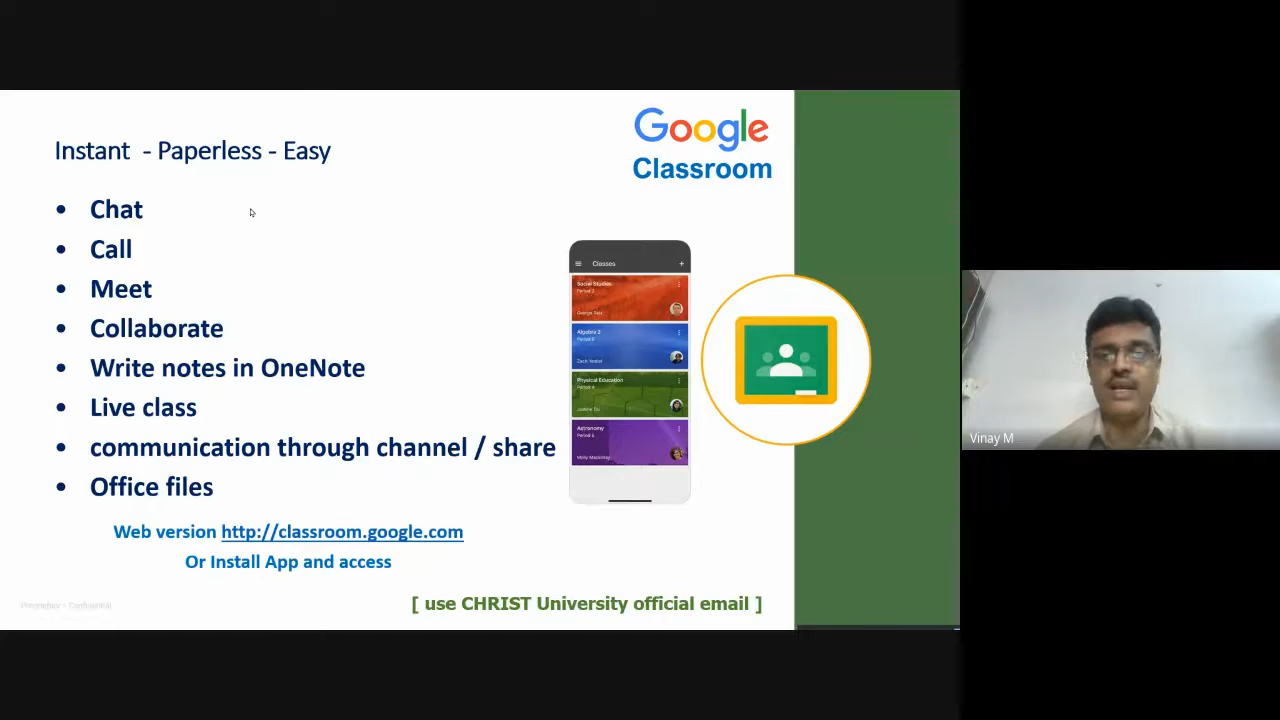 Google
Classroom
Instant - Paperless - Easy
• Chat
• Call
• Meet
• Collaborate
• Write notes in OneNote
• Live class
• communication through channel / share
• Office files
Web version http://classroom.google.com
Or Install App and access
[ use CHRIST University official email ]
Classes
Social Studies
Period 2
Algebra 2
Physical Education
Astronomy
Vinay M